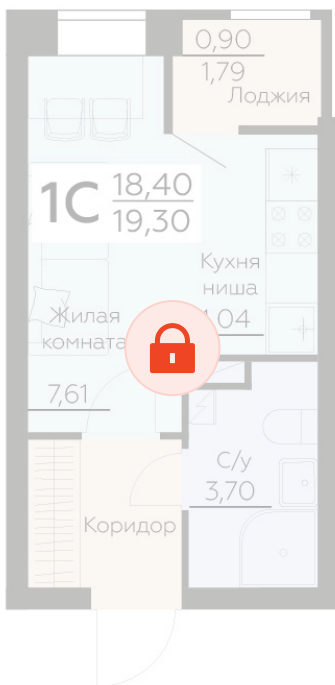 0,90
1,79
Лоджия
1С
18,40
19,30
Кухня
ниша
,04
Жилая
комната
7,61
С/у
3,70
Коридор